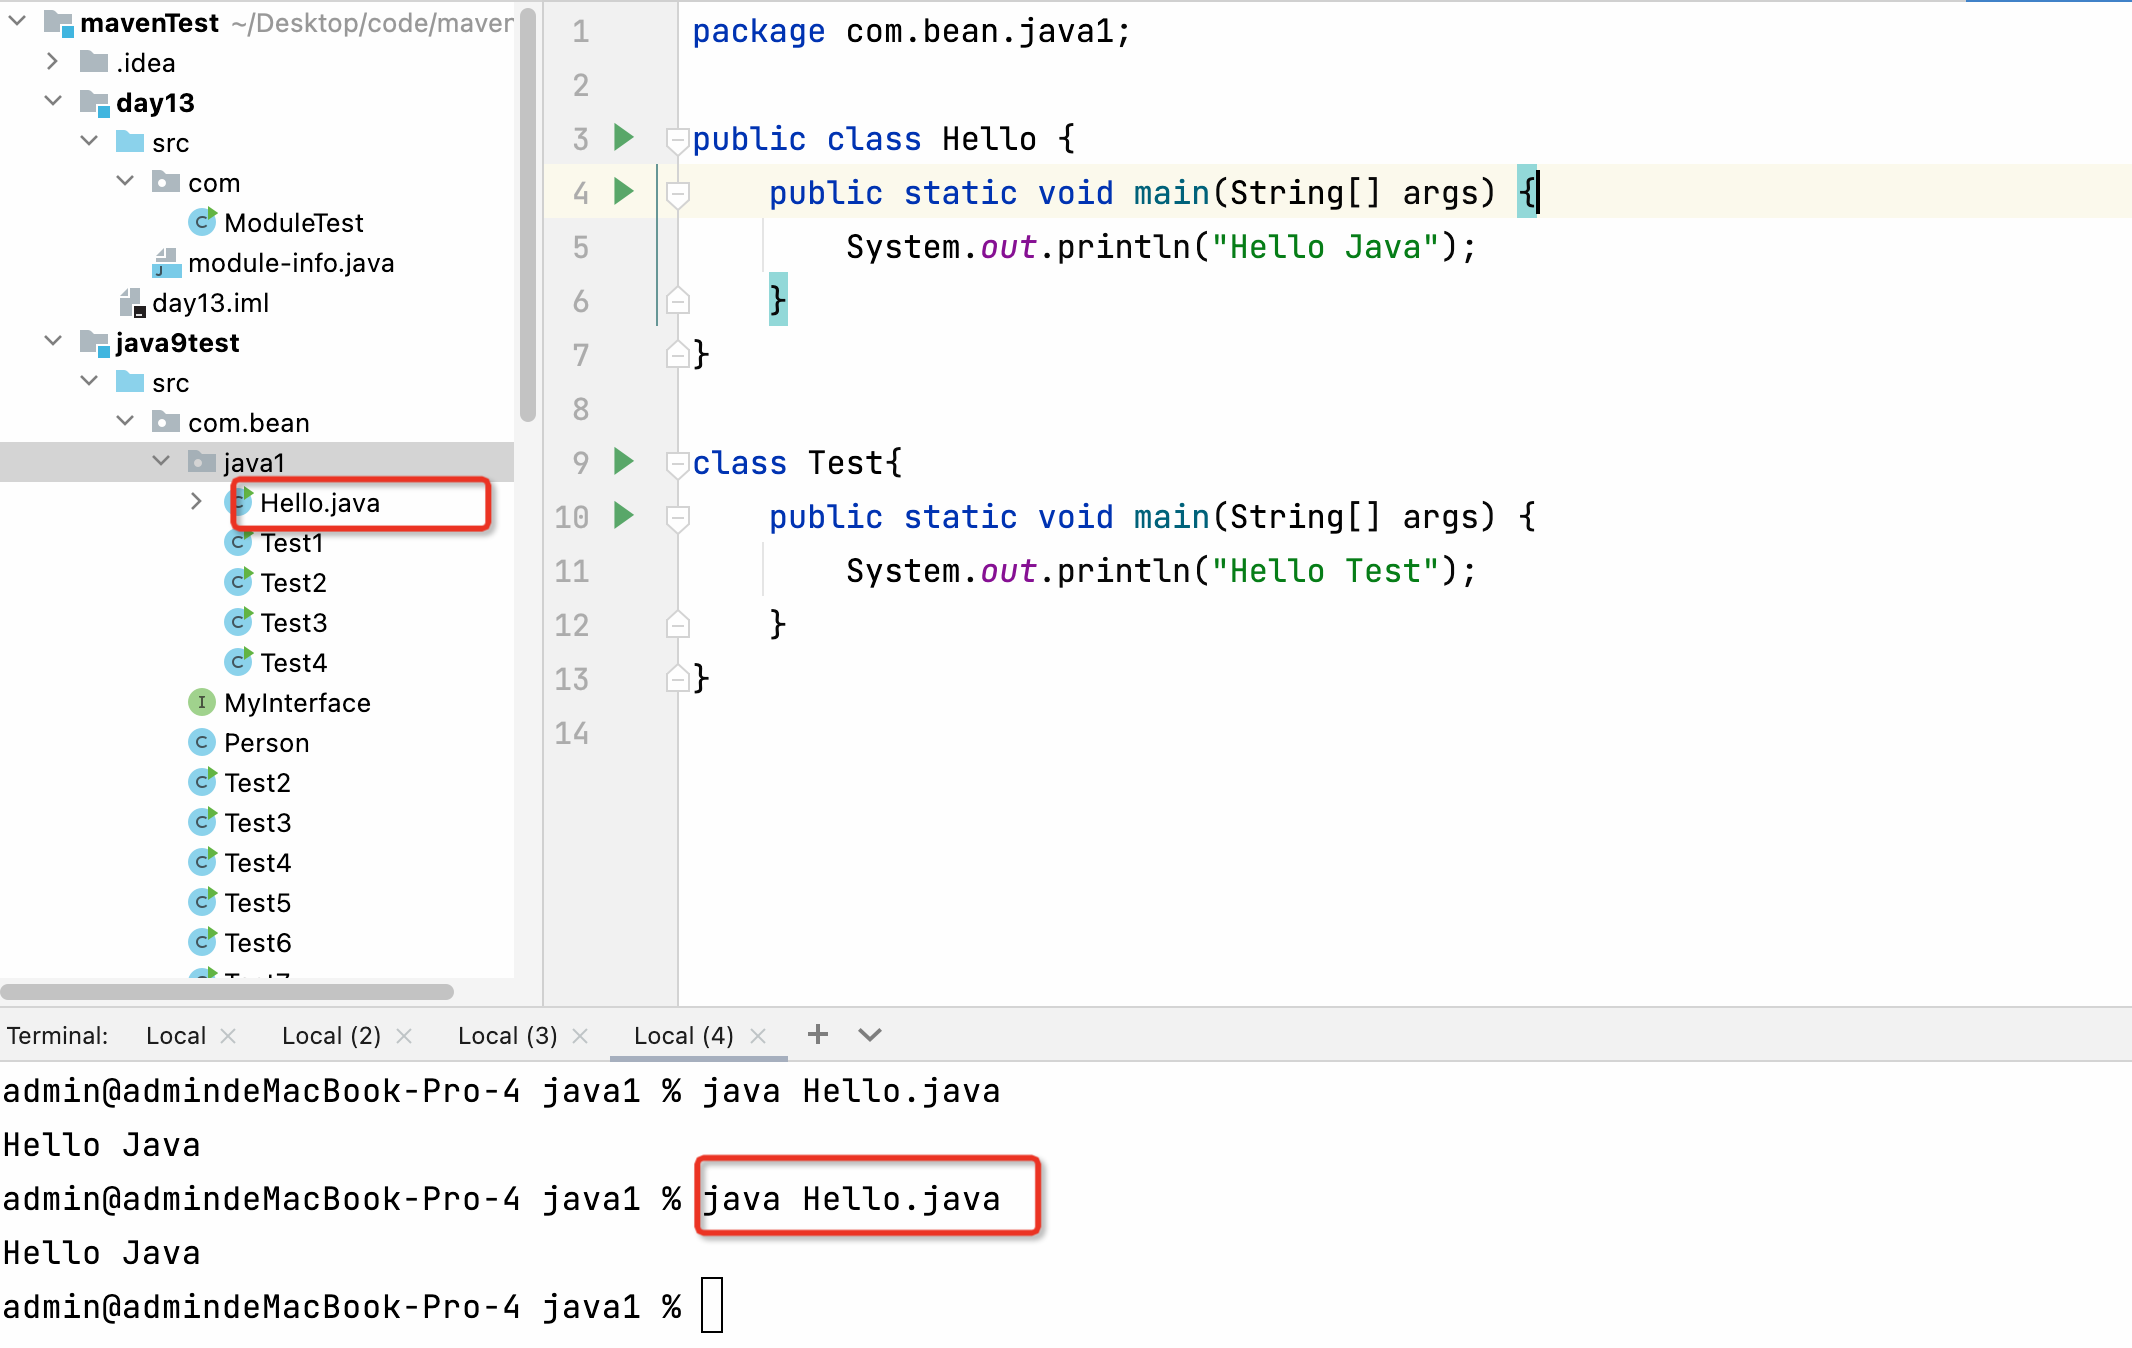 mavenTest ~/Desktop/code/maven
.idea
day13
src
com
ModuleTest
module-info.java
day13.iml
java9test
src
com.bean
java1
Hello.java
Test1
Test2
Test3
Test4
MyInterface
Person
Test2
Test3
Test4
Test5
Test6
1 package com.bean.java1;
2
3 public class Hello {
4 public static void main(String[] args) {
5 System.out.println("Hello Java");
6 }
7 }
8
9 class Test{
10 public static void main(String[] args) {
11 System.out.println("Hello Test");
12 }
13 }
14
Terminal: Local Local (2) Local (3) Local (4)
admin@admindeMacBook-Pro-4 java1 % java Hello.java
Hello Java
admin@admindeMacBook-Pro-4 java1 % java Hello.java
Hello Java
admin@admindeMacBook-Pro-4 java1 %